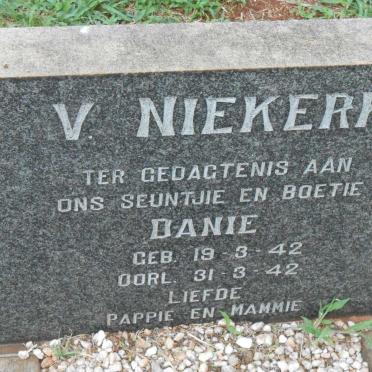 V. NIEKERK
TER GEDAGTENIS AAN
ONS SEUNTJIE EN BOETIE
DANIE
GEB. 19-3-42
OORL. 31-3-42
LIEFDE
PAPPIE EN MAMMIE